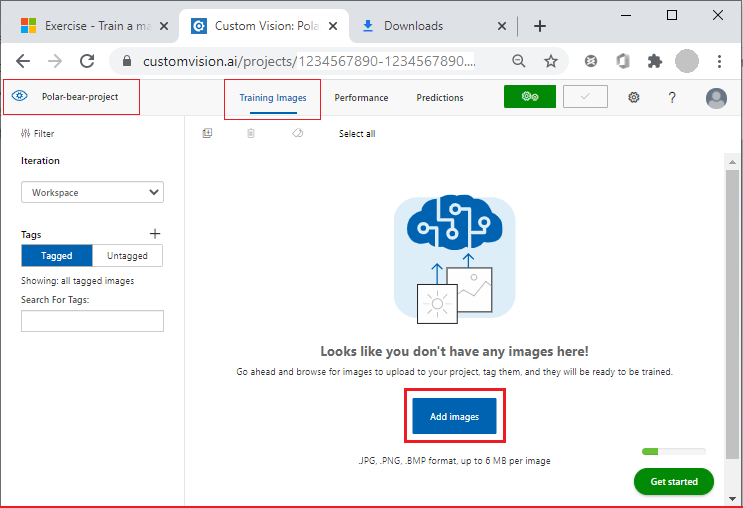 Exercise - Train a ma
Custom Vision: Pola
Downloads
customvision.ai/projects/1234567890-1234567890....
Polar-bear-project
Training Images
Performance
Predictions
?
Filter
Select all
Iteration
Workspace
Tags
Tagged
Untagged
Showing: all tagged images
Search For Tags:
Looks like you don't have any images here!
Go ahead and browse for images to upload to your project, tag them, and they will be ready to be trained.
Add images
.JPG, .PNG, .BMP format, up to 6 MB per image
Get started